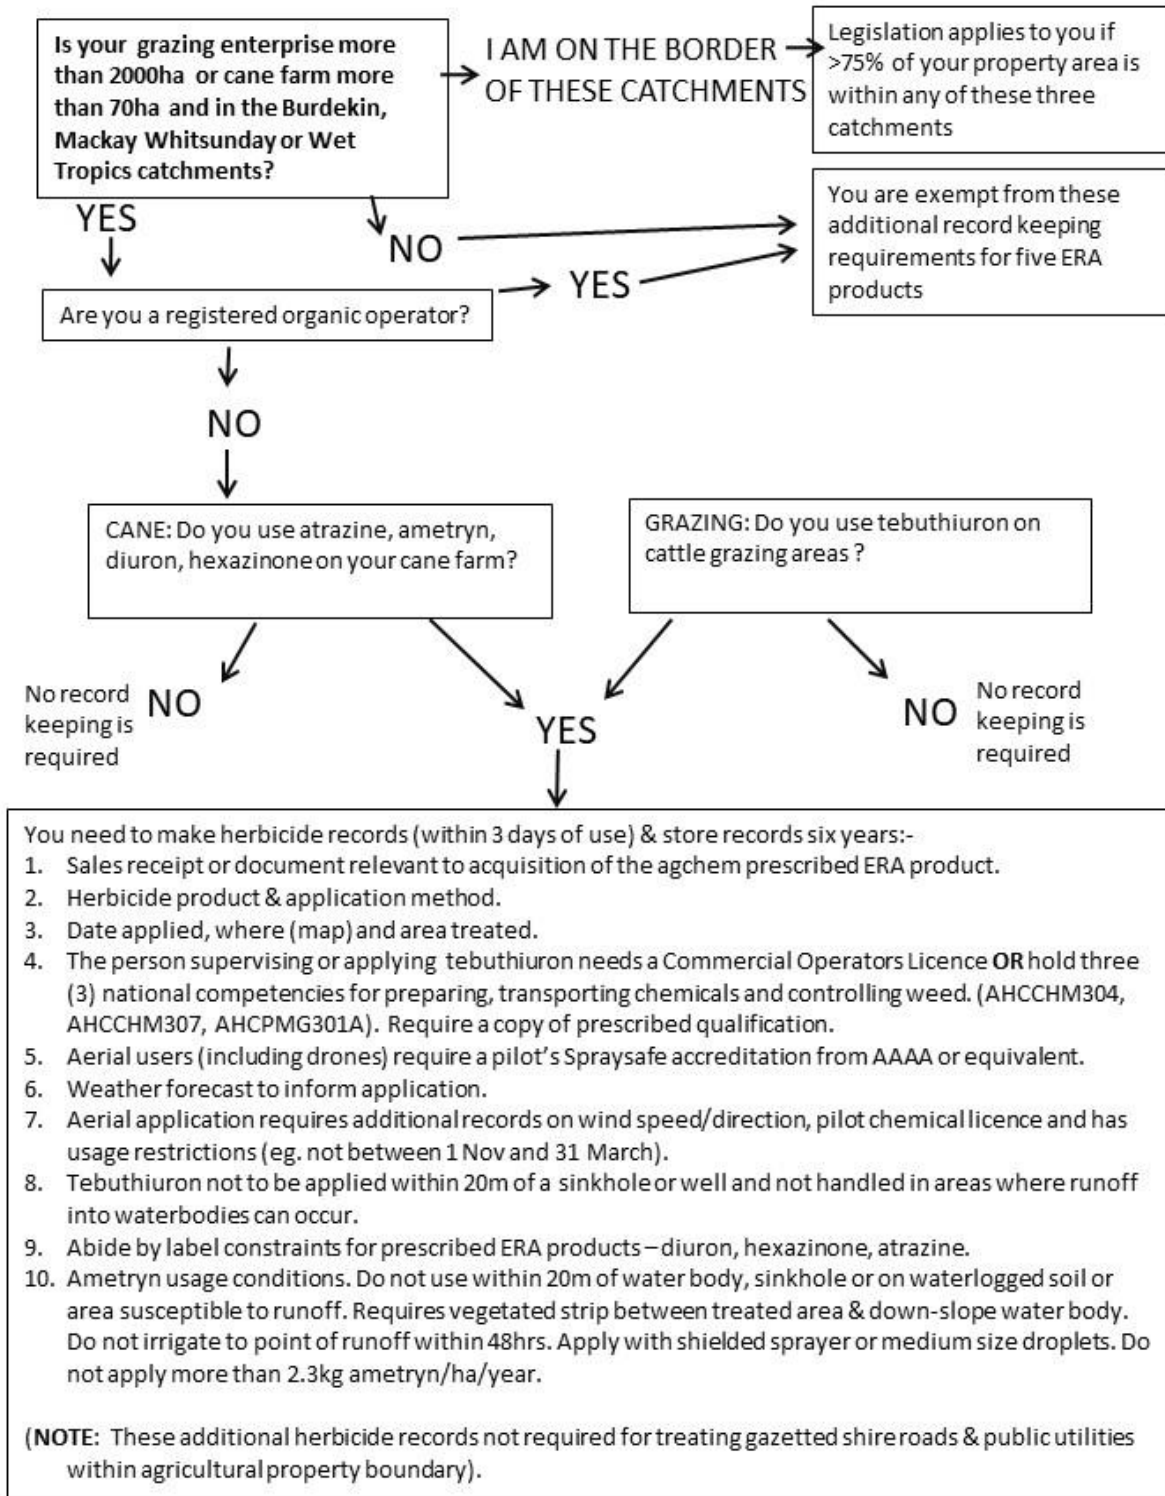 Is your grazing enterprise more
than 2000ha or cane farm more
than 70ha and in the Burdekin,
Mackay Whitsunday or Wet
Tropics catchments?
I AM ON THE BORDER
OF THESE CATCHMENTS
Legislation applies to you if
>75% of your property area is
within any of these three
catchments
YES
NO
You are exempt from these
additional record keeping
requirements for five ERA
products
Are you a registered organic operator?
YES
NO
CANE: Do you use atrazine, ametryn,
diuron, hexazinone on your cane farm?
GRAZING: Do you use tebuthiuron on
cattle grazing areas ?
No record
keeping is
required
NO
YES
NO
No record
keeping is
required
You need to make herbicide records (within 3 days of use) & store records six years:-
1. Sales receipt or document relevant to acquisition of the agchem prescribed ERA product.
2. Herbicide product & application method.
3. Date applied, where (map) and area treated.
4. The person supervising or applying tebuthiuron needs a Commercial Operators Licence OR hold three
(3) national competencies for preparing, transporting chemicals and controlling weed. (AHCCHM304,
AHCCHM307, AHCPMG301A). Require a copy of prescribed qualification.
5. Aerial users (including drones) require a pilot's Spraysafe accreditation from AAAA or equivalent.
6. Weather forecast to inform application.
7. Aerial application requires additional records on wind speed/direction, pilot chemical licence and has
usage restrictions (eg. not between 1 Nov and 31 March).
8. Tebuthiuron not to be applied within 20m of a sinkhole or well and not handled in areas where runoff
into waterbodies can occur.
9. Abide by label constraints for prescribed ERA products – diuron, hexazinone, atrazine.
10. Ametryn usage conditions. Do not use within 20m of water body, sinkhole or on waterlogged soil or
area susceptible to runoff. Requires vegetated strip between treated area & down-slope water body.
Do not irrigate to point of runoff within 48hrs. Apply with shielded sprayer or medium size droplets. Do
not apply more than 2.3kg ametryn/ha/year.
(NOTE: These additional herbicide records not required for treating gazetted shire roads & public utilities
within agricultural property boundary).